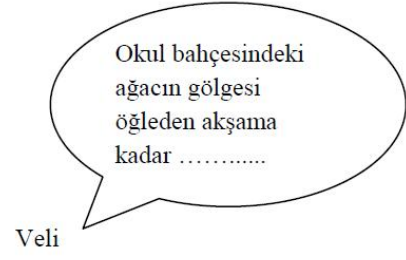 Okul bahçesindeki
ağacın gölgesi
öğleden akşama
kadar ……......
Veli